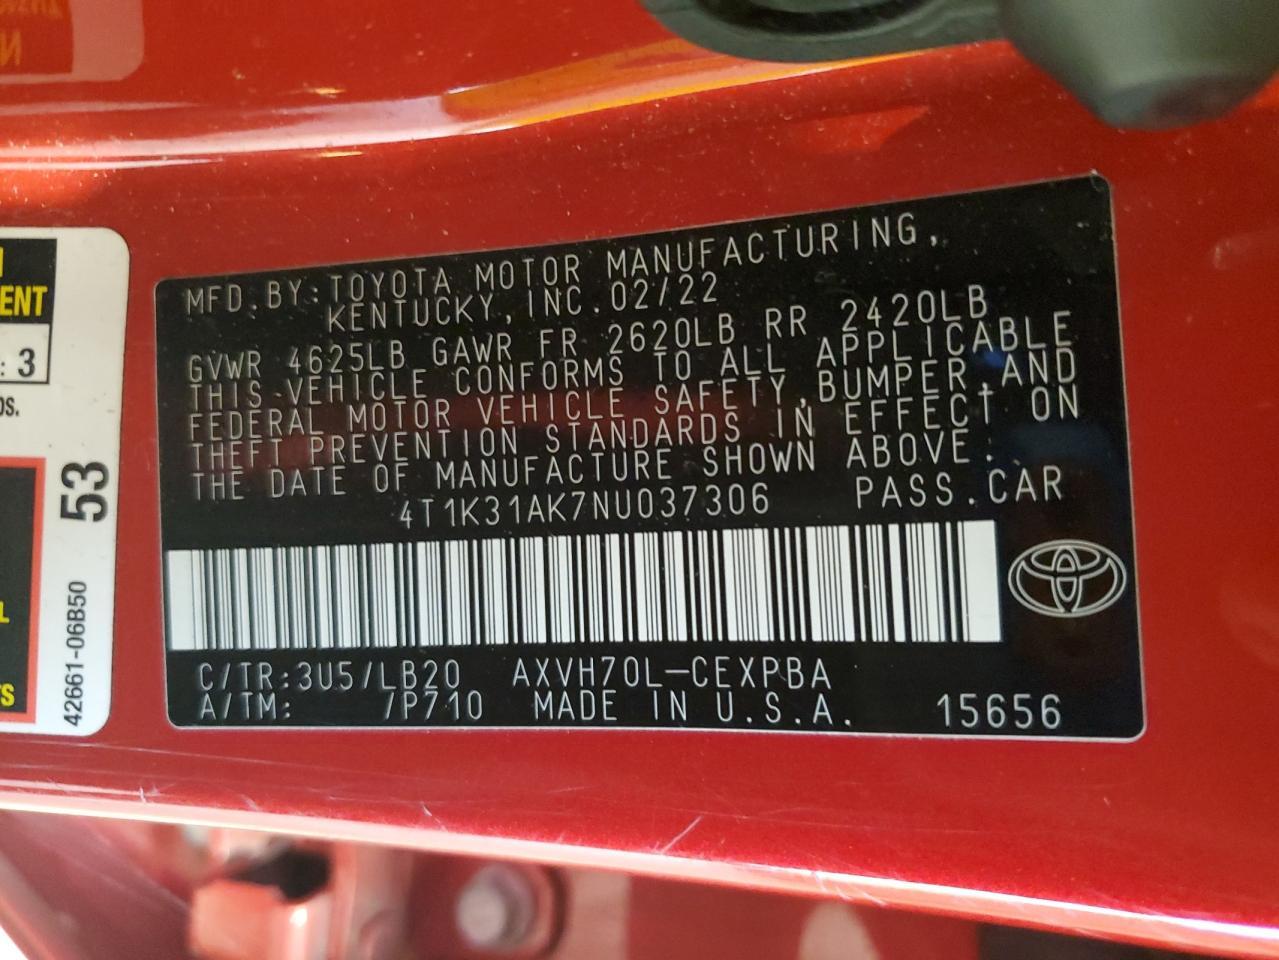 MFD.BY:TOYOTA MOTOR MANUFACTURING,
KENTUCKY, INC. 02/22
GVWR 4625LB GAWR FR 2620LB RR 2420LB
THIS VEHICLE CONFORMS TO ALL APPLICABLE
FEDERAL MOTOR VEHICLE SAFETY, BUMPER, AND
THEFT PREVENTION STANDARDS IN EFFECT ON
THE DATE OF MANUFACTURE SHOWN ABOVE.
4T1K31AK7NU037306 PASS.CAR
C/TR:3U5/LB20 AXVH70L-CEXPBA
A/TM: /P710 MADE IN U.S.A. 15656
: 3
53
42661-06B50